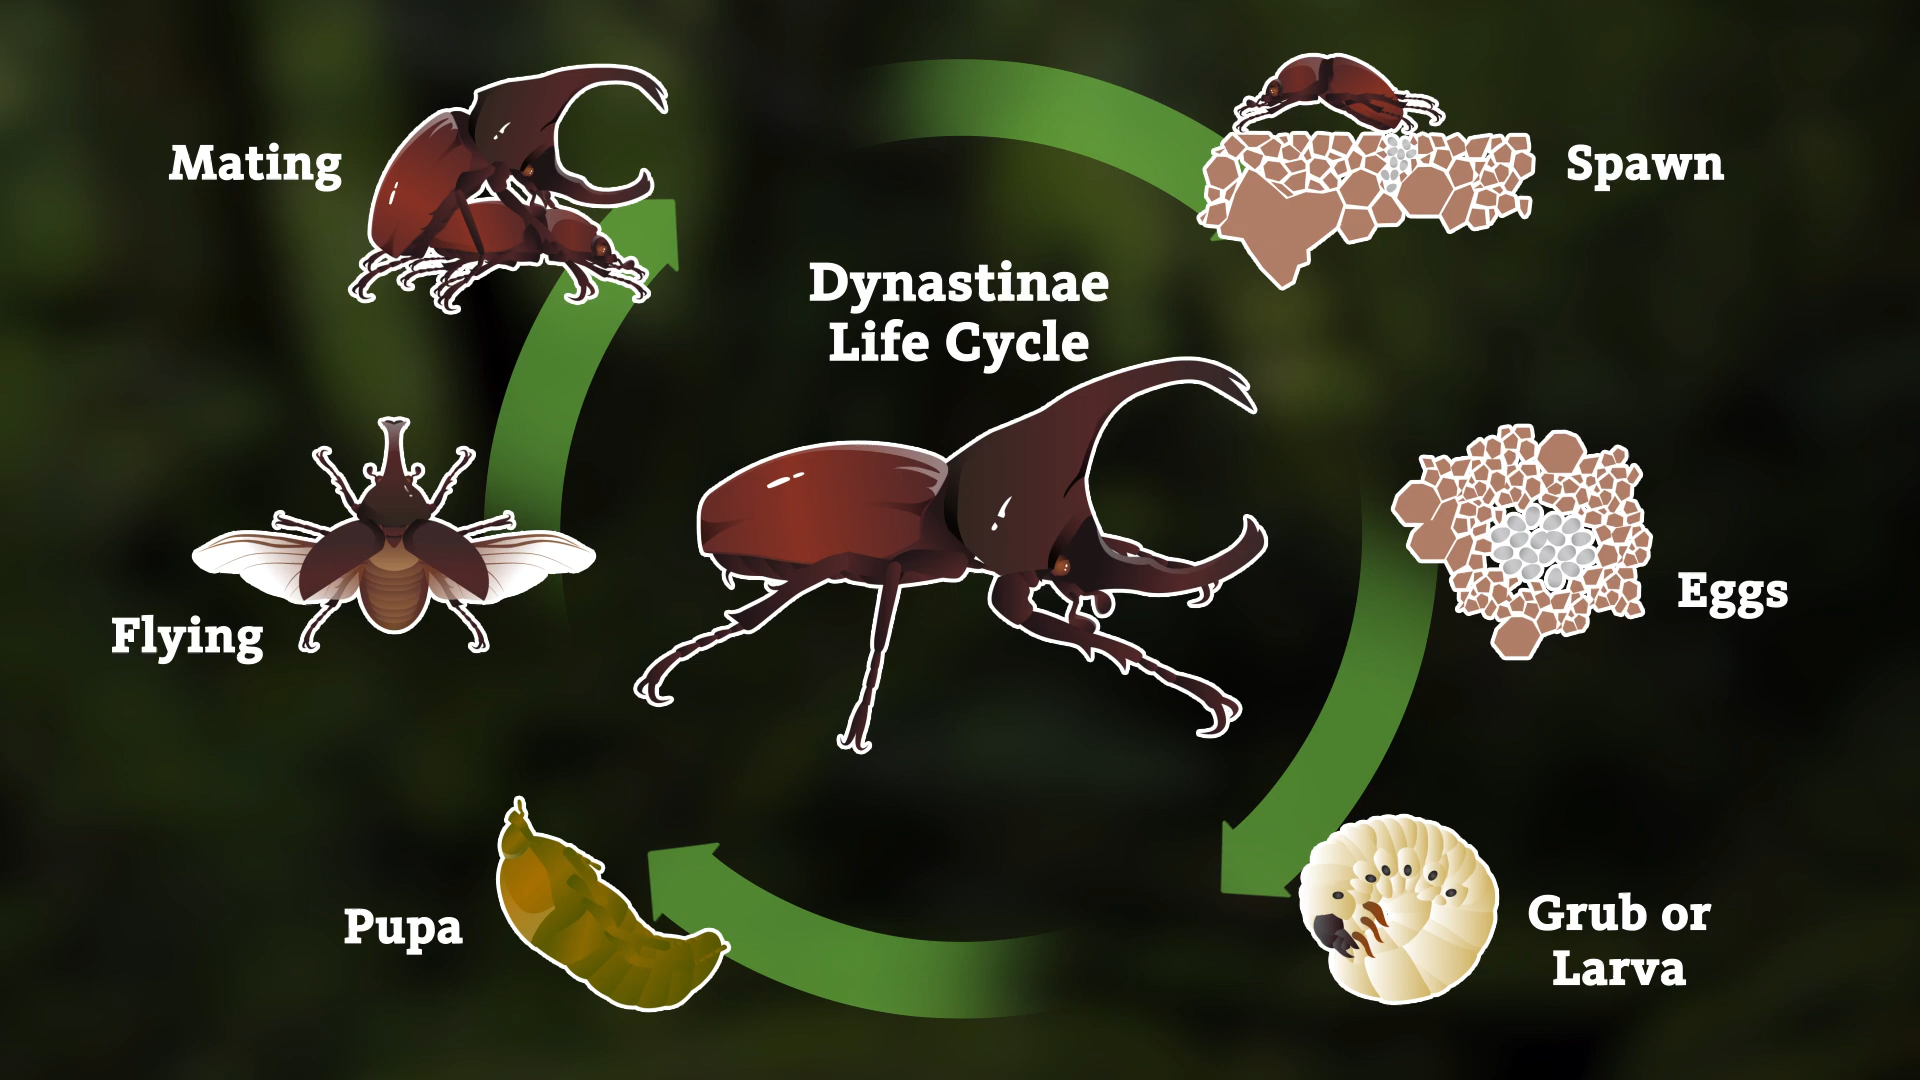 Mating
Spawn
Dynastinae
Life Cycle
Eggs
Flying
Grub or
Larva
Pupa